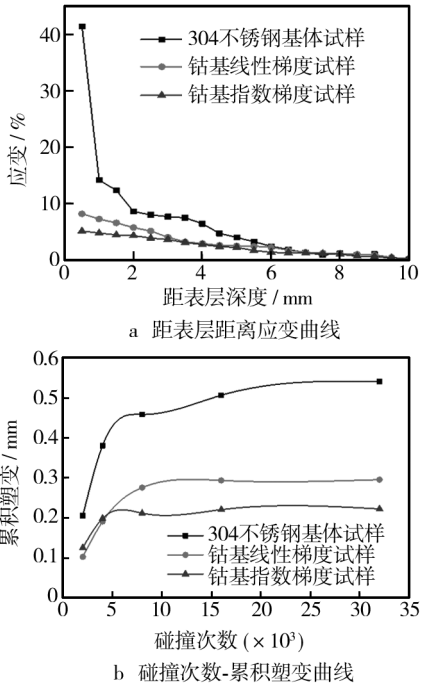 40
30
20
10
0
应变 / %
304不锈钢基体试样
钴基线性梯度试样
钴基指数梯度试样
0 2 4 6 8 10
距表层深度 / mm
a 距表层距离应变曲线
0.6
0.5
0.4
0.3
0.2
0.1
0
累积塑变 / mm
304不锈钢基体试样
钴基线性梯度试样
钴基指数梯度试样
0 5 10 15 20 25 30 35
碰撞次数 ( × 10³)
b 碰撞次数-累积塑变曲线